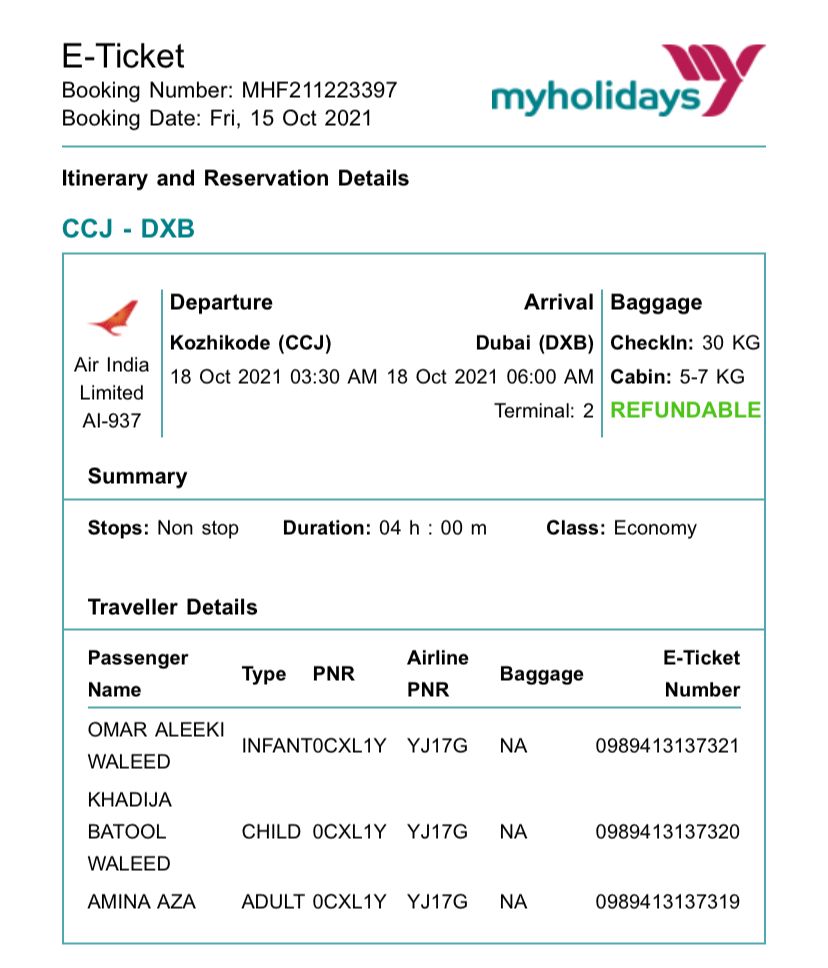 E-Ticket
Booking Number: MHF211223397
Booking Date: Fri, 15 Oct 2021
myholidays
Itinerary and Reservation Details
CCJ - DXB
Air India
Limited
AI-937
Departure
Arrival
Baggage
Kozhikode (CCJ)
Dubai (DXB)
CheckIn: 30 KG
18 Oct 2021 03:30 AM
18 Oct 2021 06:00 AM
Cabin: 5-7 KG
Terminal: 2
REFUNDABLE
Summary
Stops: Non stop
Duration: 04 h : 00 m
Class: Economy
Traveller Details
Passenger
Name
Type
PNR
Airline
PNR
Baggage
E-Ticket
Number
OMAR ALEEKI
WALEED
INFANT
0CXL1Y
YJ17G
NA
0989413137321
KHADIJA
BATOOL
WALEED
CHILD
0CXL1Y
YJ17G
NA
0989413137320
AMINA AZA
ADULT
0CXL1Y
YJ17G
NA
0989413137319